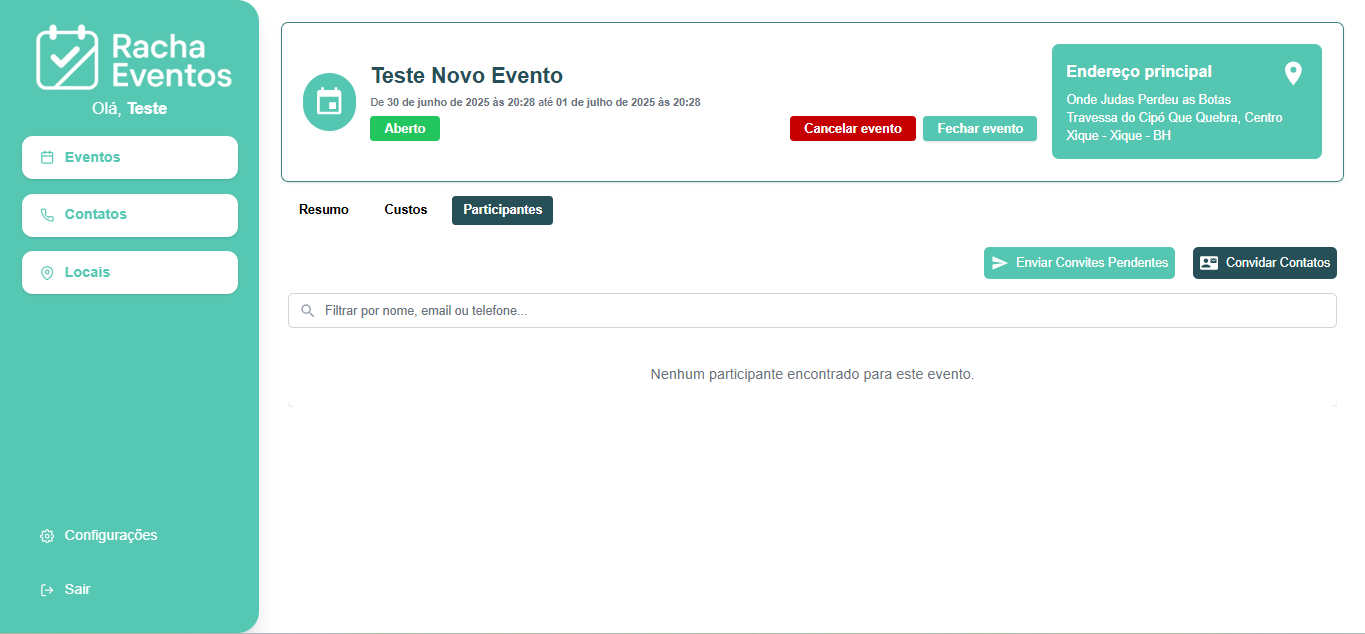 Racha
Eventos
Olá, Teste
Eventos
Contatos
Locais
Configurações
Sair
Teste Novo Evento
De 30 de junho de 2025 às 20:28 até 01 de julho de 2025 às 20:28
Aberto
Cancelar evento
Fechar evento
Endereço principal
Onde Judas Perdeu as Botas
Travessa do Cipó Que Quebra, Centro
Xique - Xique - BH
Resumo
Custos
Participantes
Enviar Convites Pendentes
Convidar Contatos
Filtrar por nome, email ou telefone...
Nenhum participante encontrado para este evento.